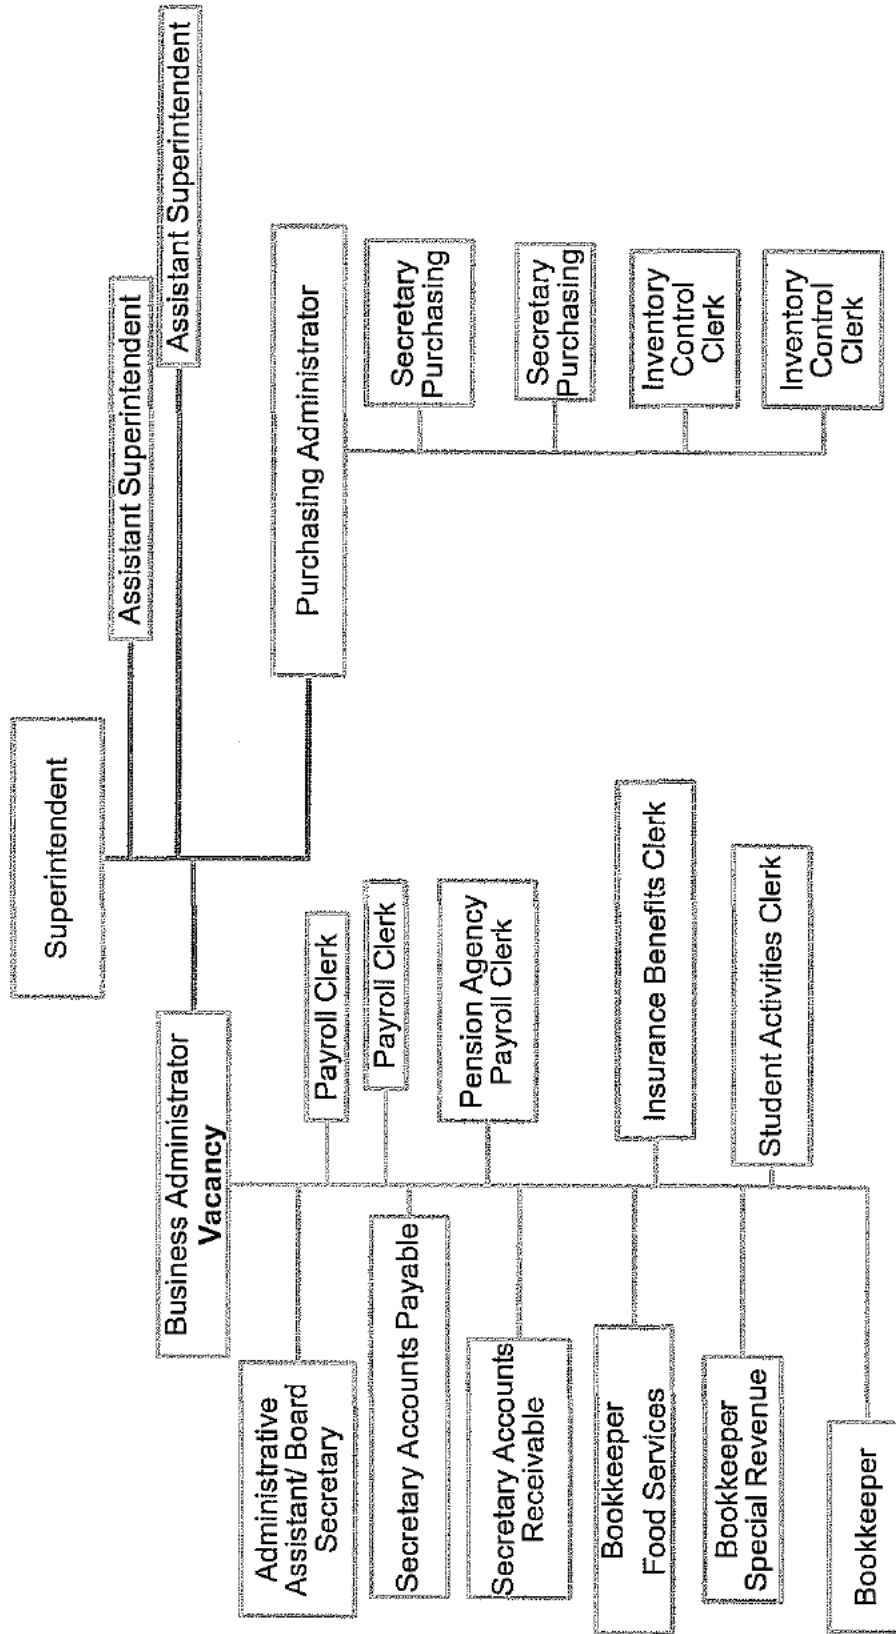 Superintendent
Assistant Superintendent
Assistant Superintendent
Business Administrator
Vacancy
Purchasing Administrator
Administrative
Assistant/ Board
Secretary
Payroll Clerk
Secretary Accounts Payable
Payroll Clerk
Secretary Accounts
Receivable
Pension Agency
Payroll Clerk
Bookkeeper
Food Services
Insurance Benefits Clerk
Bookkeeper
Special Revenue
Student Activities Clerk
Bookkeeper
Secretary
Purchasing
Secretary
Purchasing
Inventory
Control
Clerk
Inventory
Control
Clerk